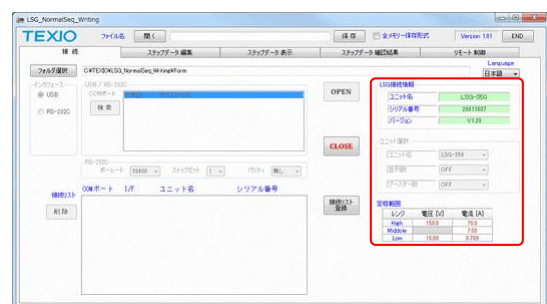 LSG_NormalSeq_Writing
TEXIO ファイル名 開く 保存 全メモリー保存形式 Version 1.81 END
接続 ステップデータ編集 ステップデータ表示 ステップデータ確認結果 リモート制御
フォルダ選択 C:¥TEXIO¥LSG_NormalSeq_Writing¥Form
Language
日本語
インタフェース
USB
RS-232C
USB / RS-232C
COMポート
検索
OPEN
CLOSE
RS-232C
ボーレート 38400 ストップビット 1 パリティ 無し
接続リスト
削除
COMポート I/F ユニット名 シリアル番号
接続リスト
登録
LSG接続情報
ユニット名 LSG-350
シリアル番号
バージョン
ユニット選択
ユニット名 LSG-350
並列数 OFF
ブースター数 OFF
定格範囲
レンジ 電圧 [V] 電流 [A]
High 150.0 70.0
Middole 7.00
Low 15.00 0.700